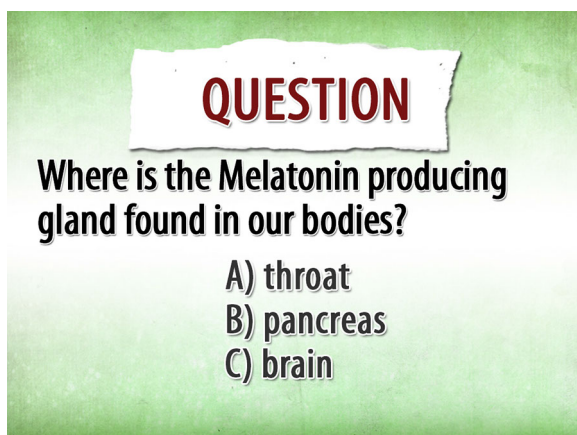 QUESTION
Where is the Melatonin producing
gland found in our bodies?
A) throat
B) pancreas
C) brain